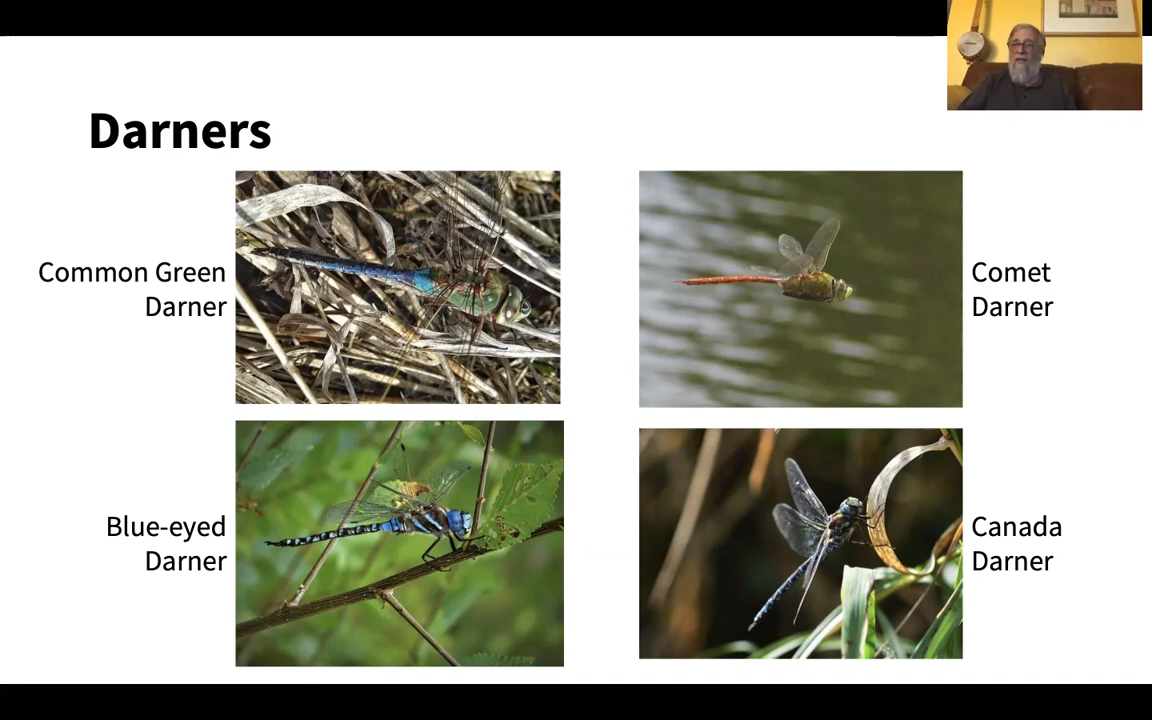 Darners
Common Green
Darner
Comet
Darner
Blue-eyed
Darner
Canada
Darner